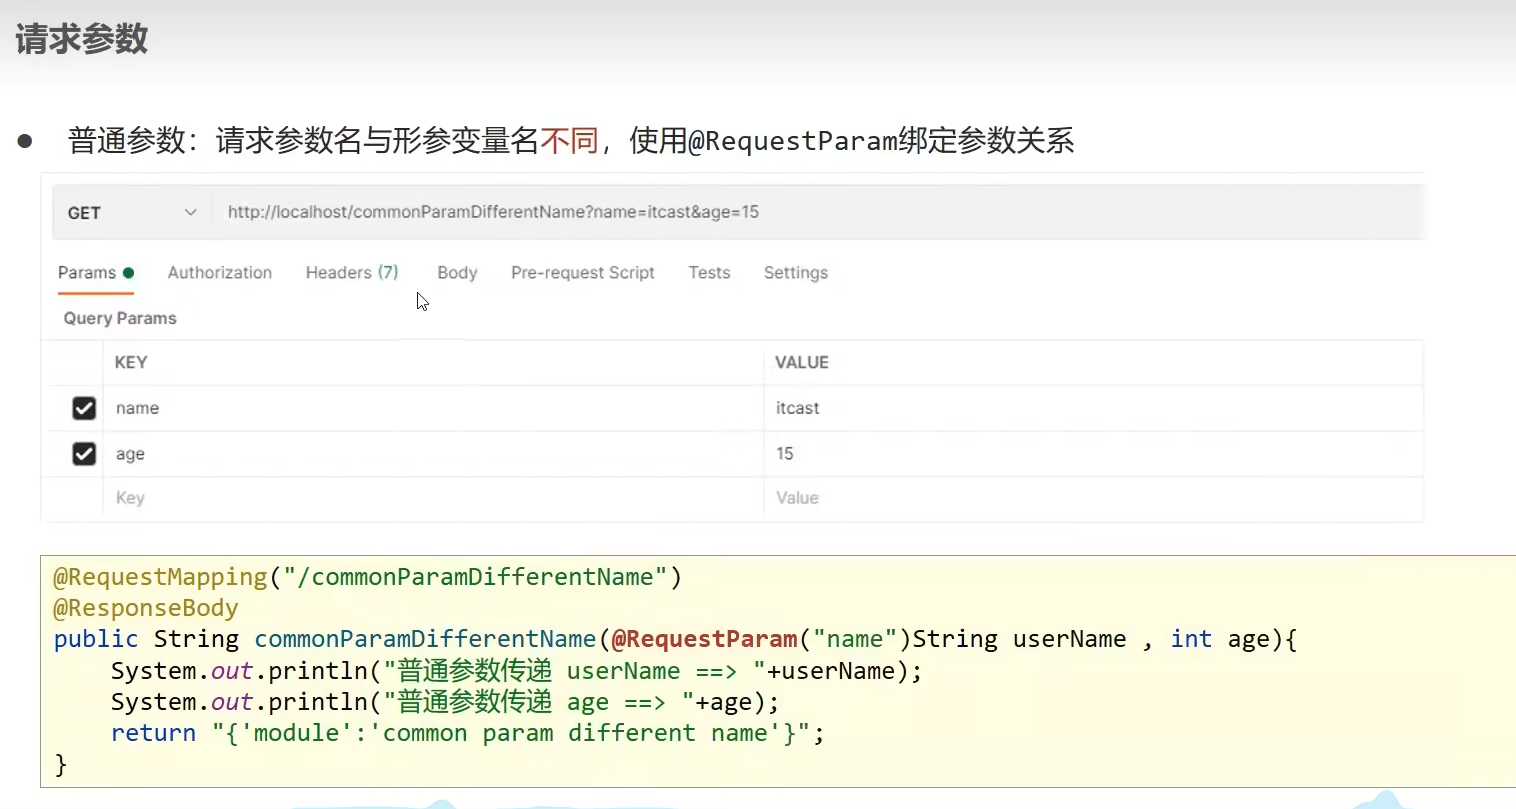 请求参数
● 普通参数：请求参数名与形参变量名不同，使用@RequestParam绑定参数关系
GET http://localhost/commonParamDifferentName?name=itcast&age=15
Params Authorization Headers (7) Body Pre-request Script Tests Settings
Query Params
KEY VALUE
name itcast
age 15
Key Value
@RequestMapping("/commonParamDifferentName")
@ResponseBody
public String commonParamDifferentName(@RequestParam("name")String userName , int age){
    System.out.println("普通参数传递 userName ==> "+userName);
    System.out.println("普通参数传递 age ==> "+age);
    return "{'module':'common param different name'}";
}